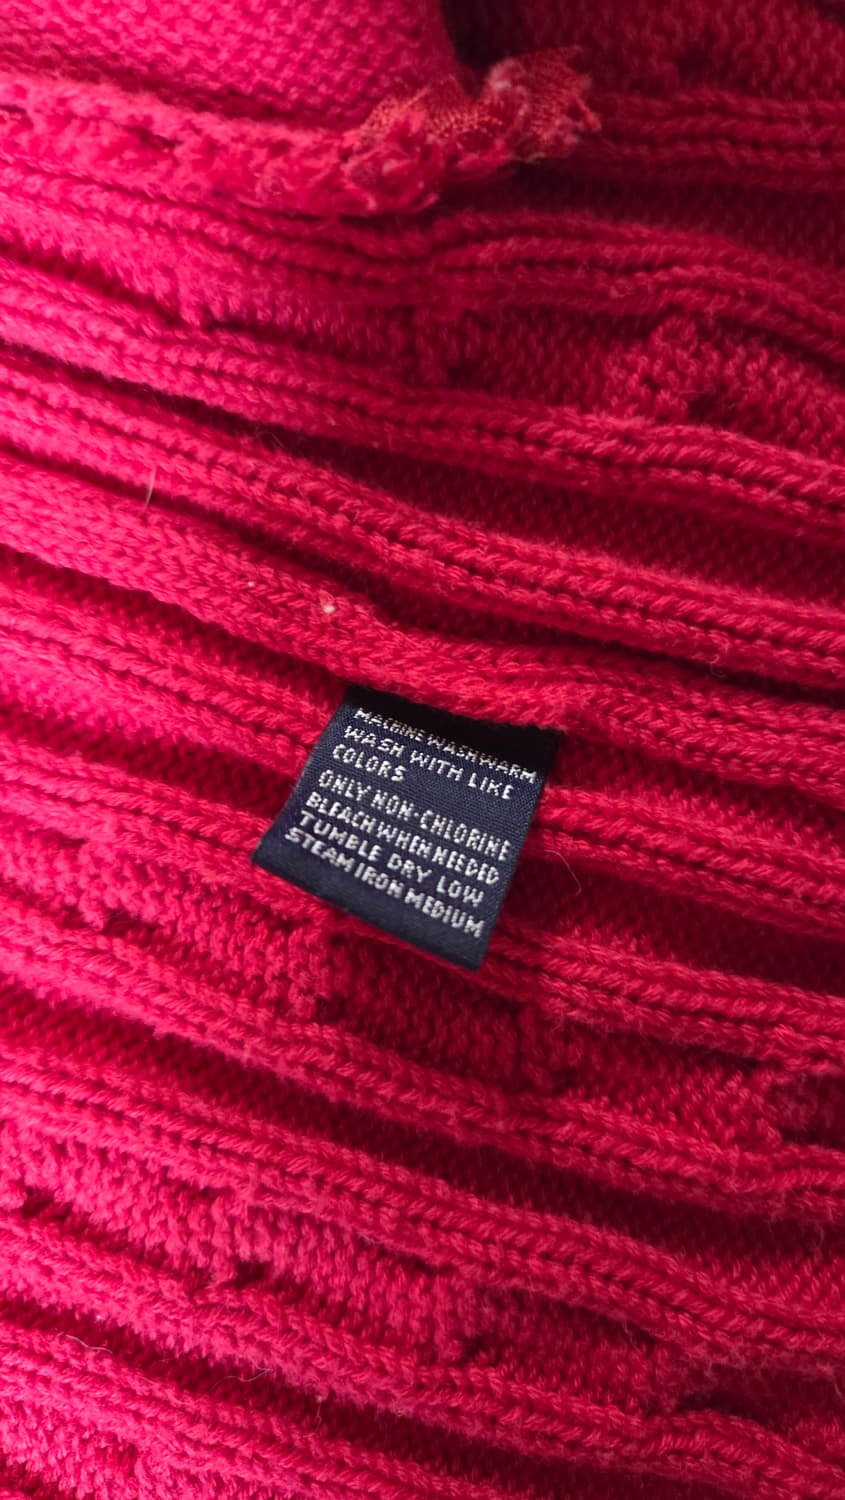 MACHINE WASH WARM
WASH WITH LIKE
COLORS
ONLY NON-CHLORINE
BLEACH WHEN NEEDED
TUMBLE DRY LOW
STEAM IRON MEDIUM